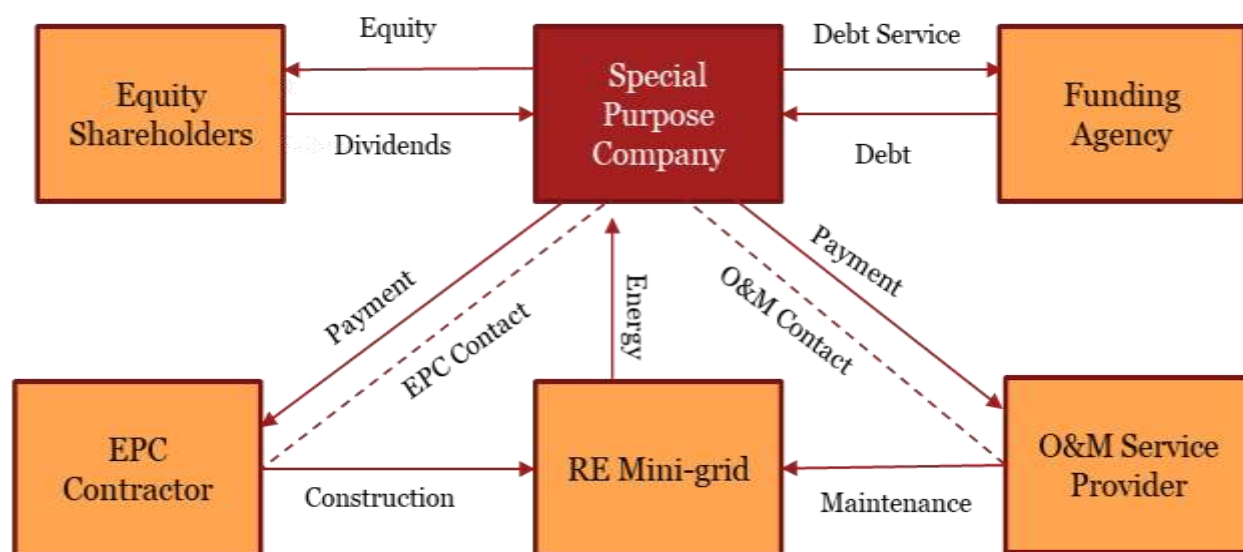 Equity
Debt Service
Equity
Shareholders
Special
Purpose
Company
Funding
Agency
Dividends
Debt
Payment
EPC Contact
Energy
O&M Contact
Payment
EPC
Contractor
Construction
RE Mini-grid
Maintenance
O&M Service
Provider